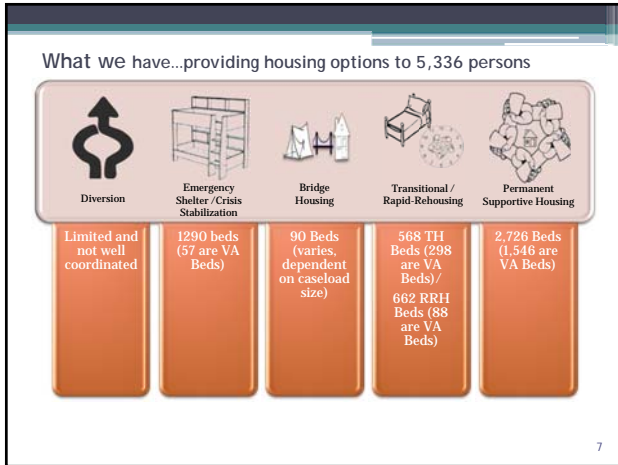 What we have...providing housing options to 5,336 persons
Diversion
Emergency
Shelter /Crisis
Stabilization
Bridge
Housing
Transitional /
Rapid-Rehousing
Permanent
Supportive Housing
Limited and
not well
coordinated
1290 beds
(57 are VA
Beds)
90 Beds
(varies,
dependent
on caseload
size)
568 TH
Beds (298
are VA
Beds)/
662 RRH
Beds (88
are VA
Beds)
2,726 Beds
(1,546 are
VA Beds)
7